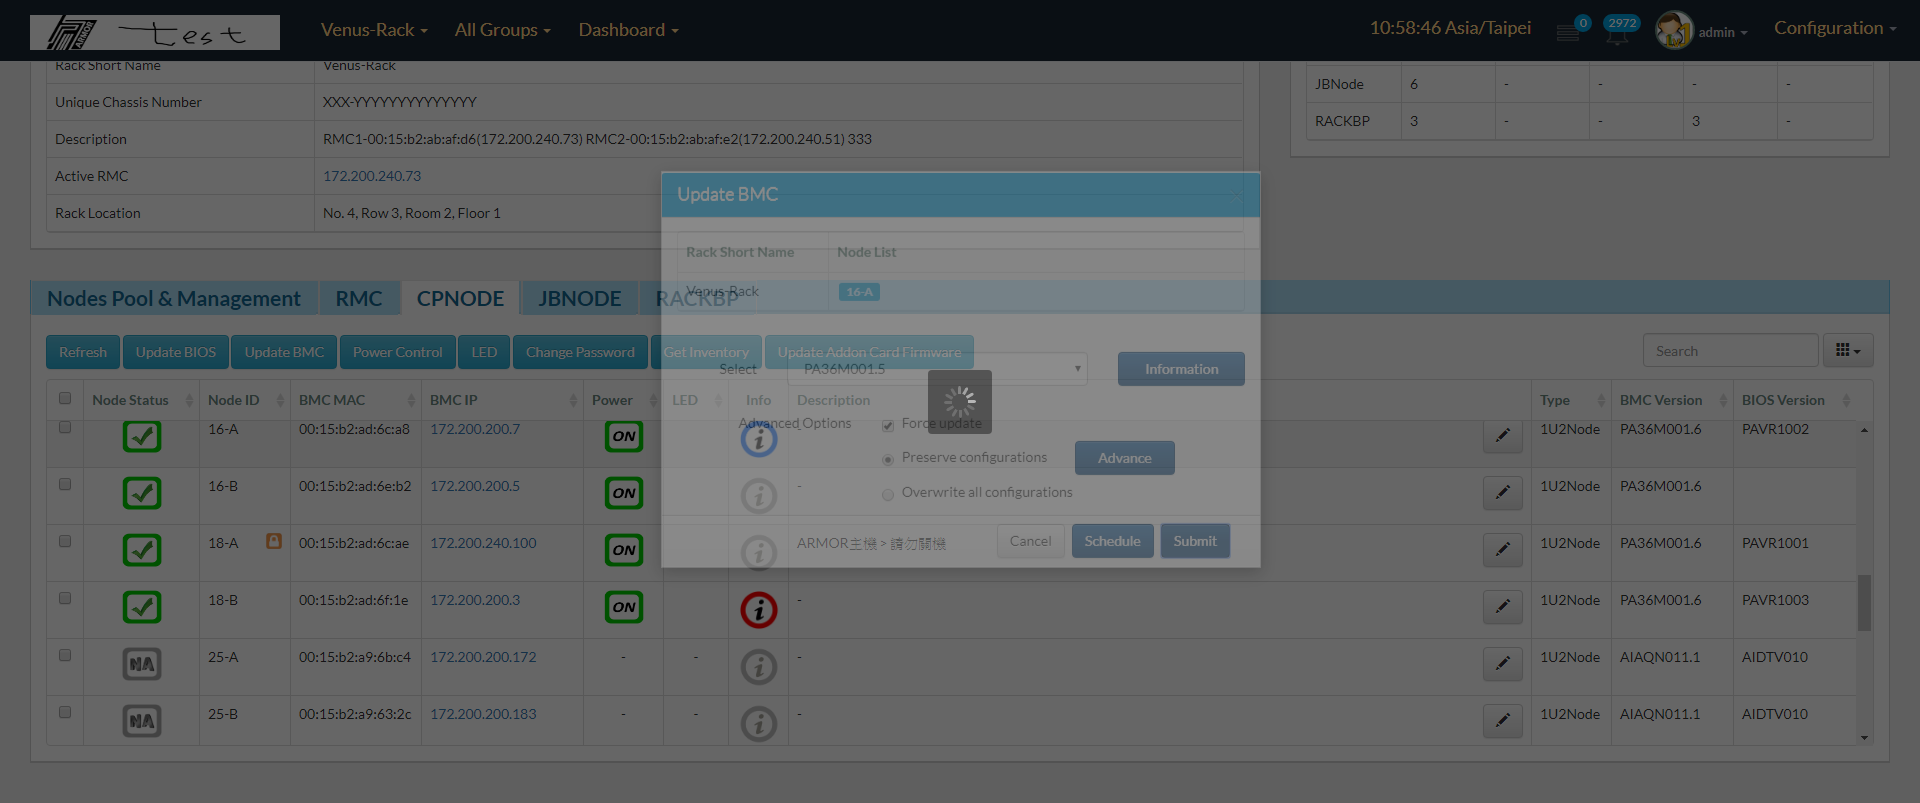 ARMOR test Venus-Rack All Groups Dashboard 10:58:46 Asia/Taipei 0 2972 admin Configuration
Rack Short Name Venus-Rack
Unique Chassis Number XXX-YYYYYYYYYYYYYY
Description RMC1-00:15:b2:ab:af:d6(172.200.240.73) RMC2-00:15:b2:ab:af:e2(172.200.240.51) 333
Active RMC 172.200.240.73
Rack Location No. 4, Row 3, Room 2, Floor 1
JBNode 6 - - - -
RACKBP 3 - - 3 -
Update BMC
Rack Short Name Node List
Venus-Rack 16-A
Select PA36M001.5 Information
Advanced Options Force update
Preserve configurations Advance
Overwrite all configurations
Cancel Schedule Submit
Nodes Pool & Management RMC CPNODE JBNODE RACKBP
Refresh Update BIOS Update BMC Power Control LED Change Password Get Inventory Update Addon Card Firmware Search
Node Status Node ID BMC MAC BMC IP Power LED Info Description Type BMC Version BIOS Version
16-A 00:15:b2:ad:6c:a8 172.200.200.7 ON i - 1U2Node PA36M001.6 PAVR1002
16-B 00:15:b2:ad:6e:b2 172.200.200.5 ON i - 1U2Node PA36M001.6
18-A 00:15:b2:ad:6c:ae 172.200.240.100 ON i ARMOR主機 > 請勿關機 1U2Node PA36M001.6 PAVR1001
18-B 00:15:b2:ad:6f:1e 172.200.200.3 ON i - 1U2Node PA36M001.6 PAVR1003
NA 25-A 00:15:b2:a9:6b:c4 172.200.200.172 - - i - 1U2Node AIAQN011.1 AIDTV010
NA 25-B 00:15:b2:a9:63:2c 172.200.200.183 - - i - 1U2Node AIAQN011.1 AIDTV010